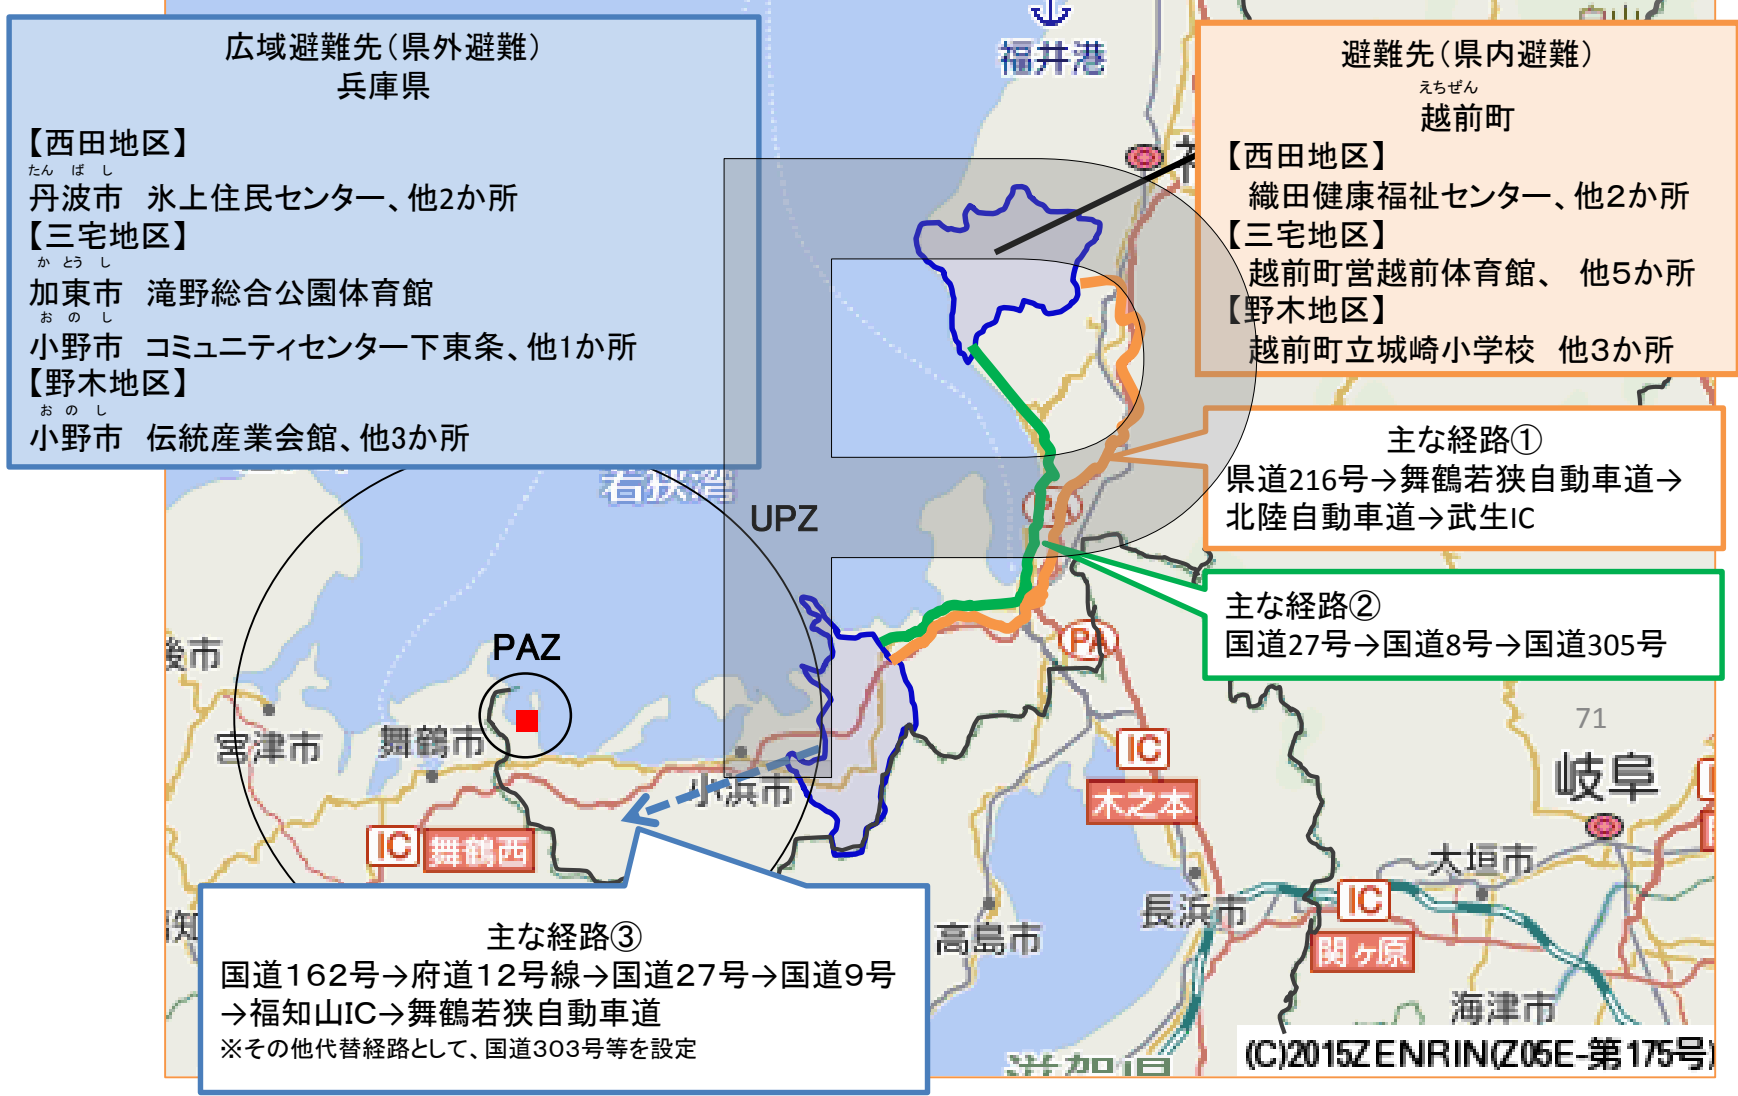 広域避難先（県外避難）
兵庫県
【西田地区】
たん ば し
丹波市 氷上住民センター、他2か所
【三宅地区】
か とう し
加東市 滝野総合公園体育館
お の し
小野市 コミュニティセンター下東条、他1か所
【野木地区】
お の し
小野市 伝統産業会館、他3か所
福井港
避難先（県内避難）
えちぜん
越前町
【西田地区】
織田健康福祉センター、他２か所
【三宅地区】
越前町営越前体育館、 他５か所
【野木地区】
越前町立城崎小学校 他３か所
主な経路①
県道216号→舞鶴若狭自動車道→
北陸自動車道→武生IC
主な経路②
国道27号→国道8号→国道305号
若狭湾
UPZ
PAZ
PA
PA
宮津市
舞鶴市
小浜市
IC
舞鶴西
IC
木之本
71
岐阜
大垣市
長浜市
IC
関ヶ原
高島市
海津市
滋賀県
主な経路③
国道１６２号→府道１２号線→国道２７号→国道９号
→福知山IC→舞鶴若狭自動車道
※その他代替経路として、国道３０３号等を設定
(C)2015ZENRIN(Z05E-第175号)